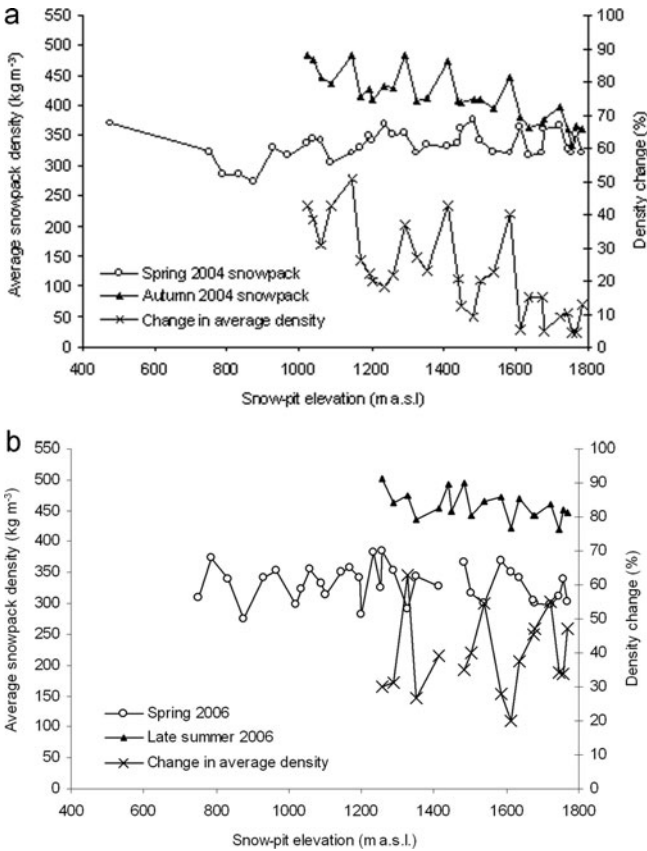 a
550
500
450
400
350
300
250
200
150
100
50
0
Average snowpack density (kg m⁻³)
100
90
80
70
60
50
40
30
20
10
0
Density change (%)
Spring 2004 snowpack
Autumn 2004 snowpack
Change in average density
400 600 800 1000 1200 1400 1600 1800
Snow-pit elevation (m a.s.l)
b
550
500
450
400
350
300
250
200
150
100
50
0
Average snowpack density (kg m⁻³)
100
90
80
70
60
50
40
30
20
10
0
Density change (%)
Spring 2006
Late summer 2006
Change in average density
400 600 800 1000 1200 1400 1600 1800
Snow-pit elevation (m a.s.l.)